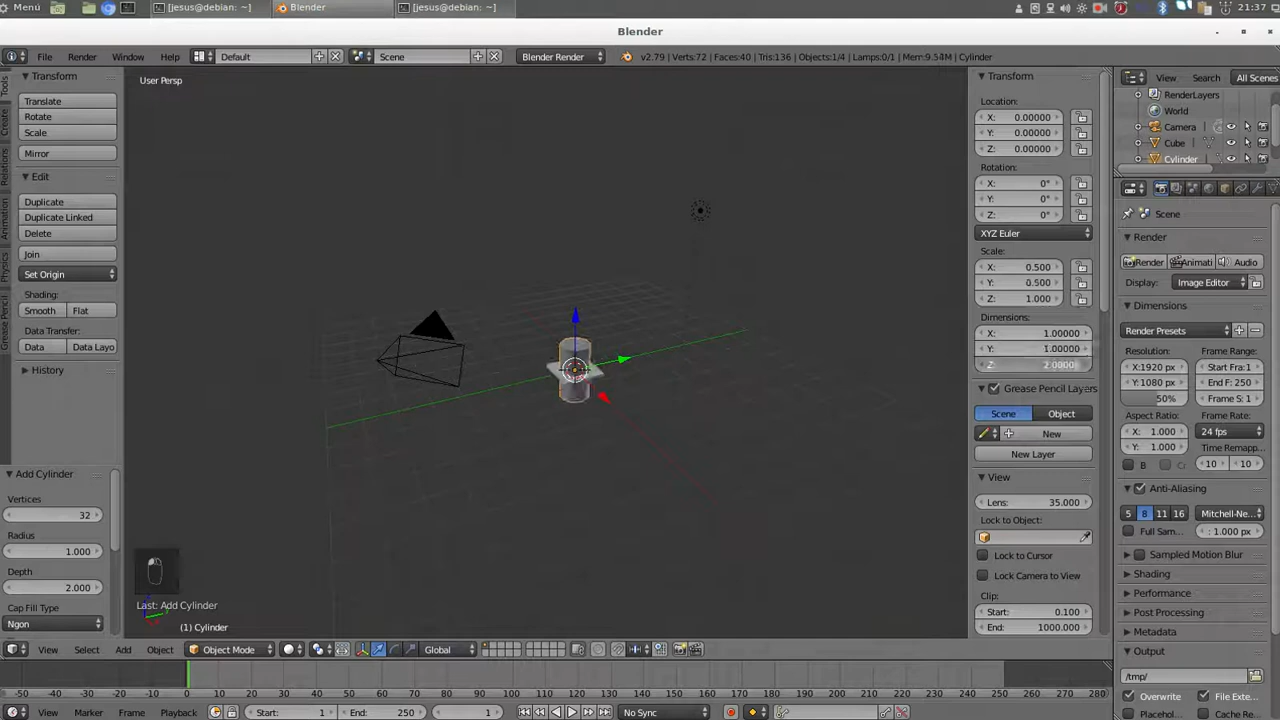 Menú
[jesus@debian: ~]
Blender
[jesus@debian: ~]
21:37
Blender
File Render Window Help
Default
Scene
Blender Render
v2.79 | Verts:72 | Faces:40 | Tris:136 | Objects:1/4 | Lamps:0/1 | Mem:9.54M | Cylinder
Tools
Create
Relations
Animation
Physics
Grease Pencil
Transform
Translate
Rotate
Scale
Mirror
Edit
Duplicate
Duplicate Linked
Delete
Join
Set Origin
Shading:
Smooth Flat
Data Transfer:
Data Data Layo
History
Add Cylinder
Vertices
32
Radius
1.000
Depth
2.000
Cap Fill Type
Ngon
User Persp
Last: Add Cylinder
(1) Cylinder
Transform
Location:
X: 0.00000
Y: 0.00000
Z: 0.00000
Rotation:
X: 0°
Y: 0°
Z: 0°
XYZ Euler
Scale:
X: 0.500
Y: 0.500
Z: 1.000
Dimensions:
X: 1.00000
Y: 1.00000
Z: 2.0000
Grease Pencil Layers
Scene Object
New
New Layer
View
Lens: 35.000
Lock to Object:
Lock to Cursor
Lock Camera to View
Clip:
Start: 0.100
End: 1000.000
View Search All Scenes
RenderLayers
World
Camera
Cube
Cylinder
Scene
Render
Render Animati Audio
Display: Image Editor
Dimensions
Render Presets
Resolution: Frame Range:
X:1920 px Start Fra:1
Y:1080 px End F: 250
50% Frame S: 1
Aspect Ratio: Frame Rate:
X: 1.000 24 fps
Y: 1.000 Time Remapp
B 10 10
Anti-Aliasing
5 8 11 16 Mitchell-Ne...
Full Sam... : 1.000 px
Sampled Motion Blur
Shading
Performance
Post Processing
Metadata
Output
/tmp/
Overwrite File Exte
Placehol Cache Re
View Select Add Object
Object Mode
Global
-50 -40 -30 -20 -10 0 10 20 30 40 50 60 70 80 90 100 110 120 130 140 150 160 170 180 190 200 210 220 230 240 250 260 270 280
View Marker Frame Playback
Start: 1
End: 250
1
No Sync